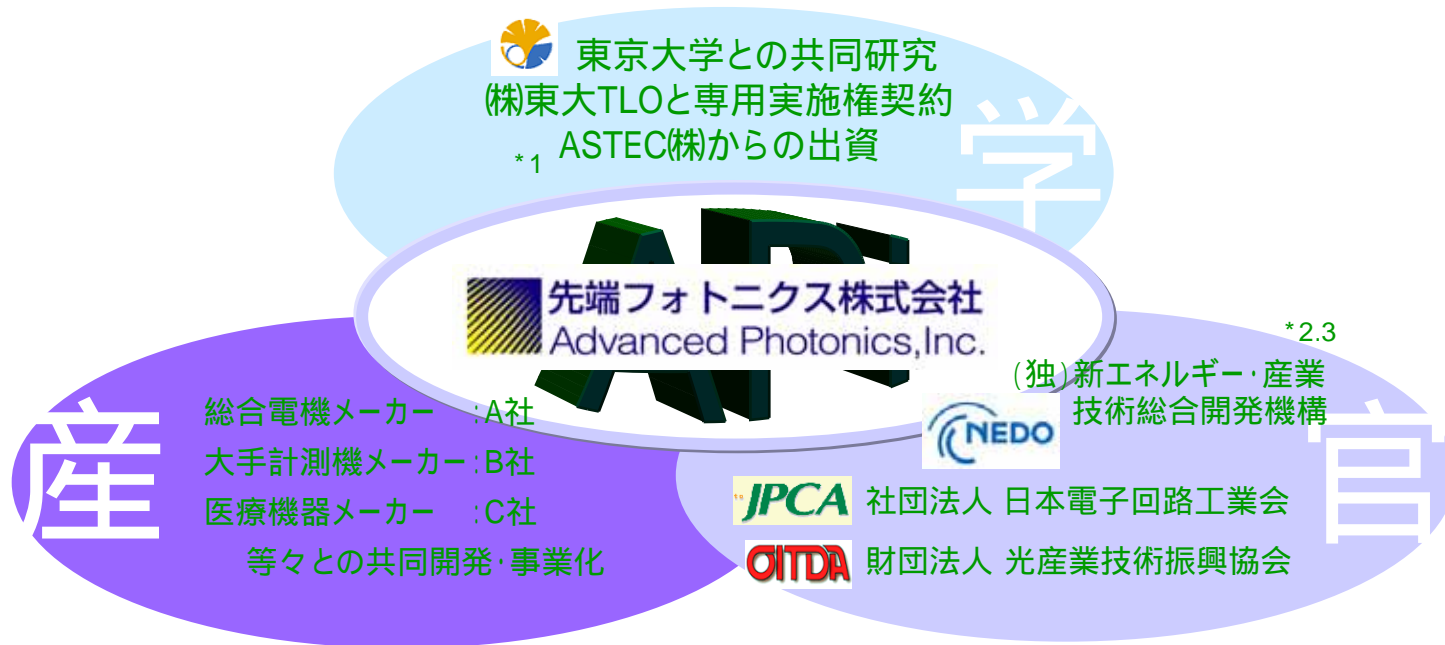 東京大学との共同研究
㈱東大TLOと専用実施権契約
ASTEC㈱からの出資
*1
学
API
先端フォトニクス株式会社
Advanced Photonics,Inc.
産
総合電機メーカー :A社
大手計測機メーカー:B社
医療機器メーカー :C社
等々との共同開発・事業化
*2.3
(独)新エネルギー・産業
技術総合開発機構
NEDO
官
JPCA 社団法人 日本電子回路工業会
OITDA 財団法人 光産業技術振興協会